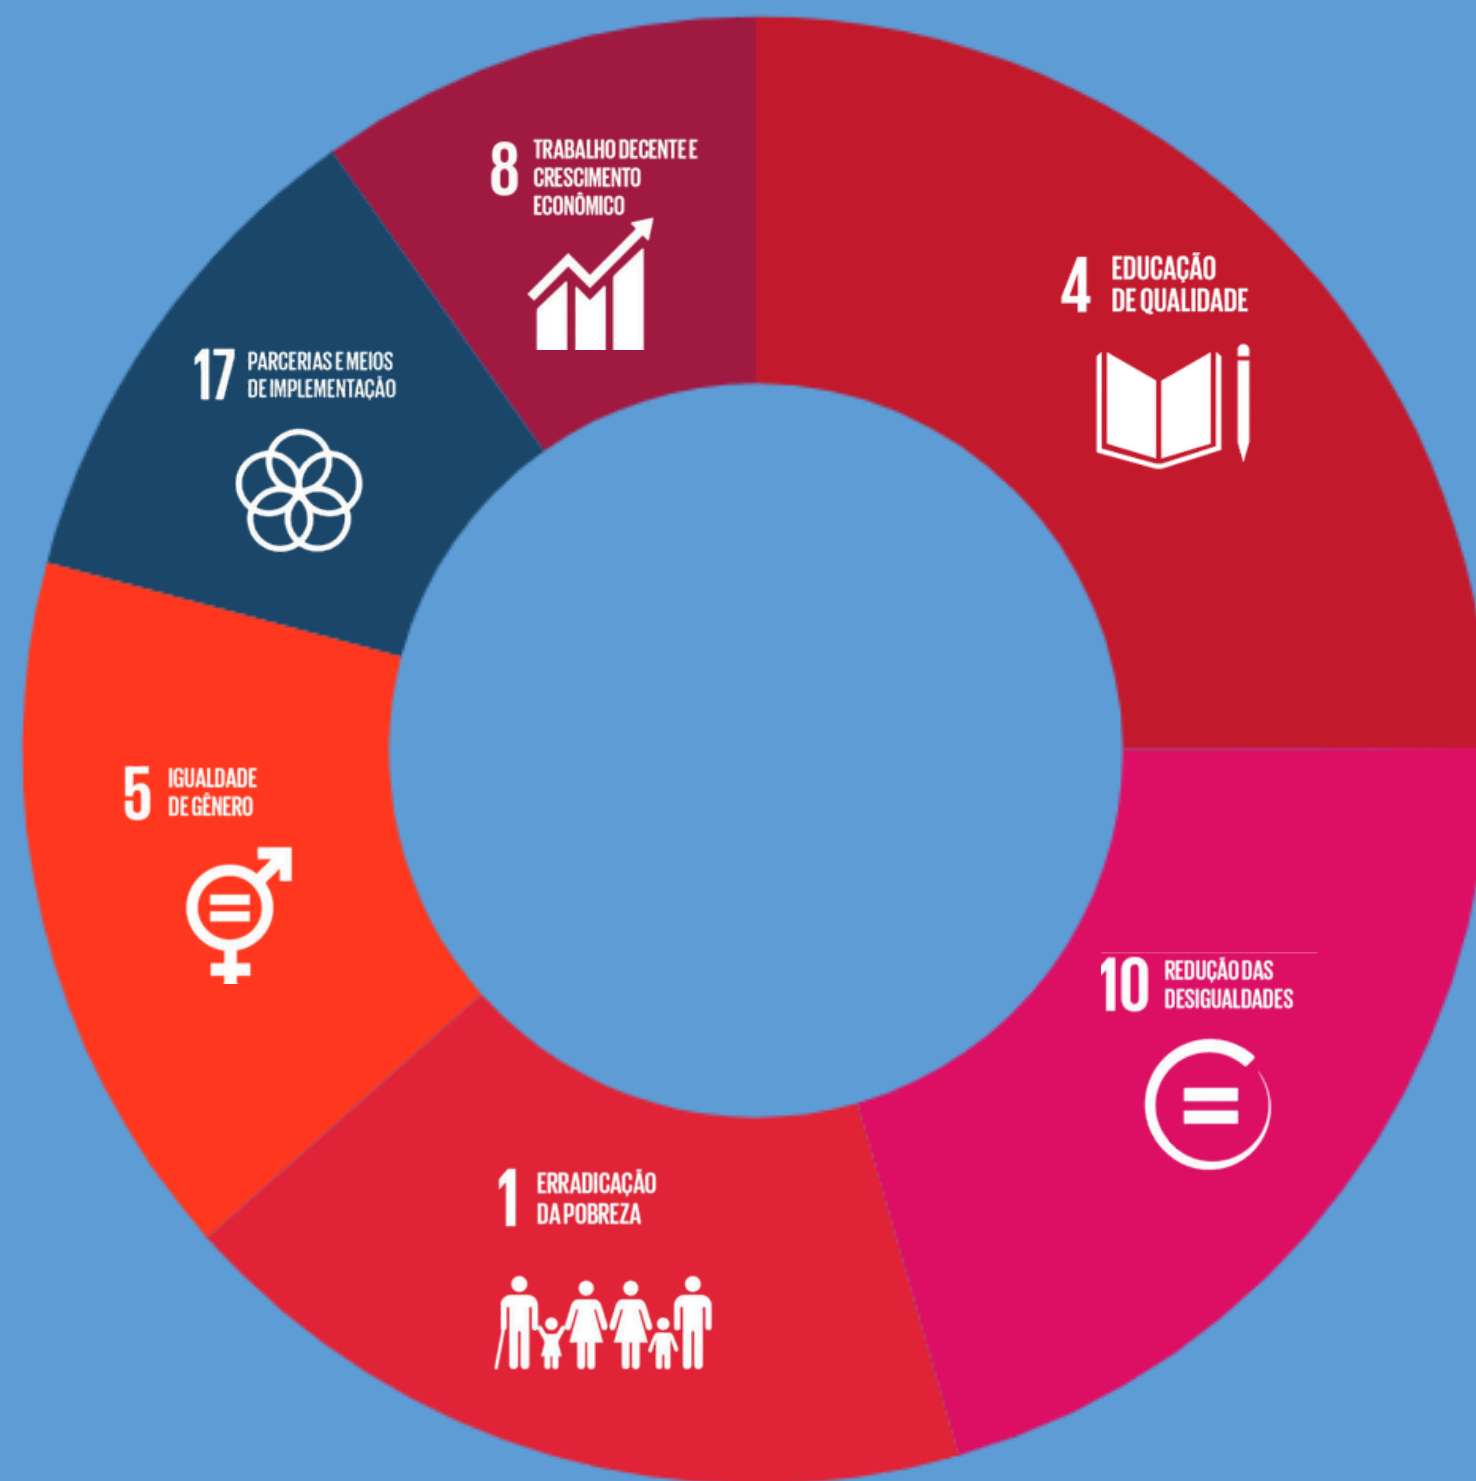 8 TRABALHO DECENTE E
CRESCIMENTO
ECONÔMICO
4 EDUCAÇÃO
DE QUALIDADE
17 PARCERIAS E MEIOS
DE IMPLEMENTAÇÃO
5 IGUALDADE
DE GÊNERO
10 REDUÇÃO DAS
DESIGUALDADES
1 ERRADICAÇÃO
DA POBREZA